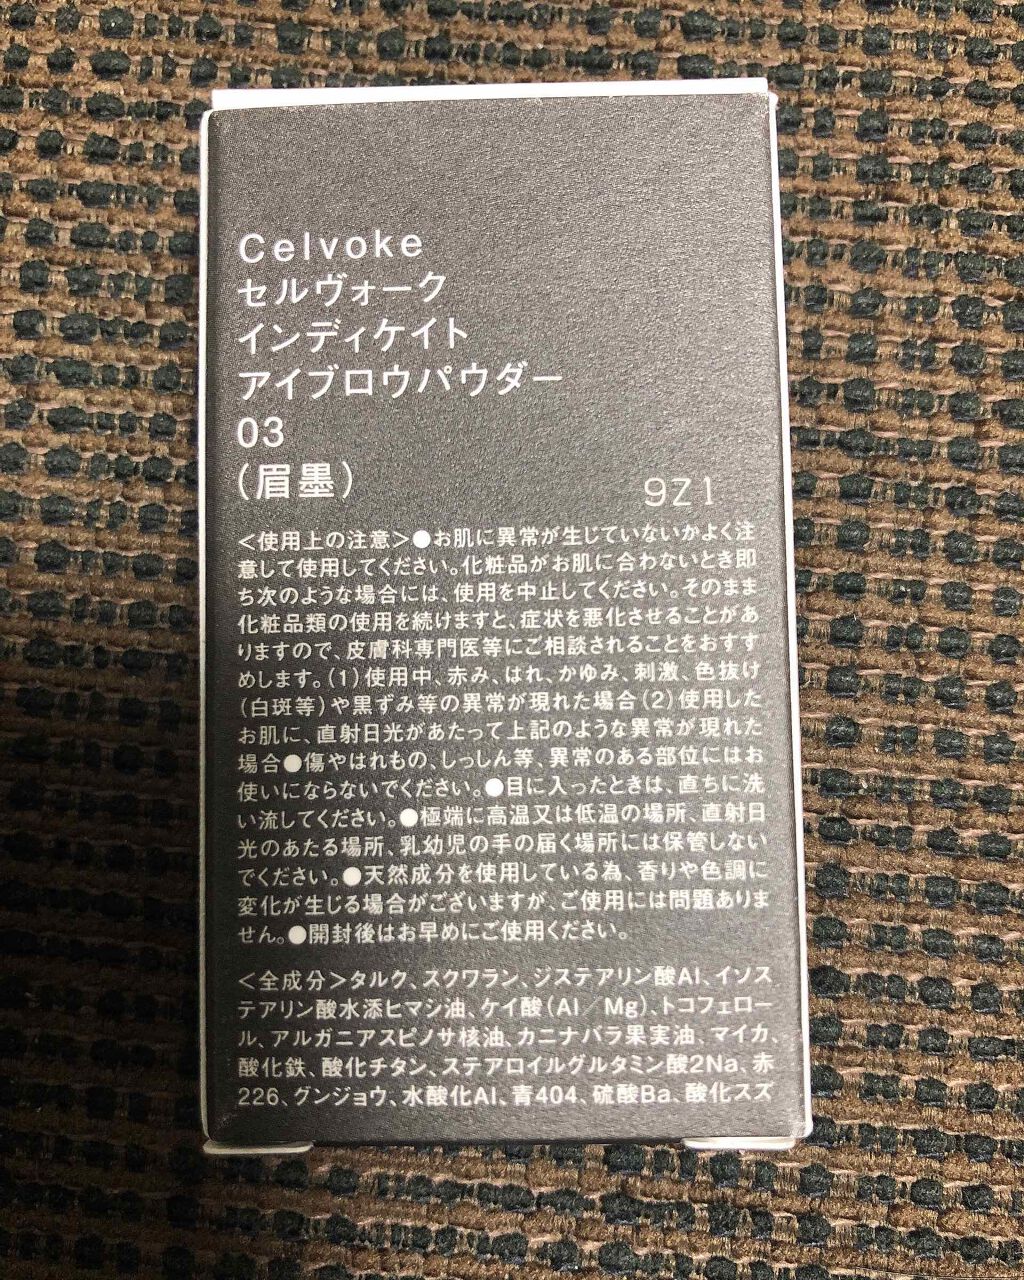 Celvoke
セルヴォーク
インディケイト
アイブロウパウダー
03
(眉墨)
9Z1
<使用上の注意>●お肌に異常が生じていないかよく注
意して使用してください。化粧品がお肌に合わないとき即
ち次のような場合には、使用を中止してください。そのまま
化粧品類の使用を続けますと、症状を悪化させることがあ
りますので、皮膚科専門医等にご相談されることをおすす
めします。(1)使用中、赤み、はれ、かゆみ、刺激、色抜け
(白斑等)や黒ずみ等の異常が現れた場合(2)使用した
お肌に、直射日光があたって上記のような異常が現れた
場合●傷やはれもの、しっしん等、異常のある部位にはお
使いにならないでください。●目に入ったときは、直ちに洗
い流してください。●極端に高温又は低温の場所、直射日
光のあたる場所、乳幼児の手の届く場所には保管しない
でください。●天然成分を使用している為、香りや色調に
変化が生じる場合がございますが、ご使用には問題ありま
せん。●開封後はお早めにご使用ください。
<全成分>タルク、スクワラン、ジステアリン酸Al、イソス
テアリン酸水添ヒマシ油、ケイ酸(Al/Mg)、トコフェロー
ル、アルガニアスピノサ核油、カニナバラ果実油、マイカ、
酸化鉄、酸化チタン、ステアロイルグルタミン酸2Na、赤
226、グンジョウ、水酸化Al、青404、硫酸Ba、酸化スズ